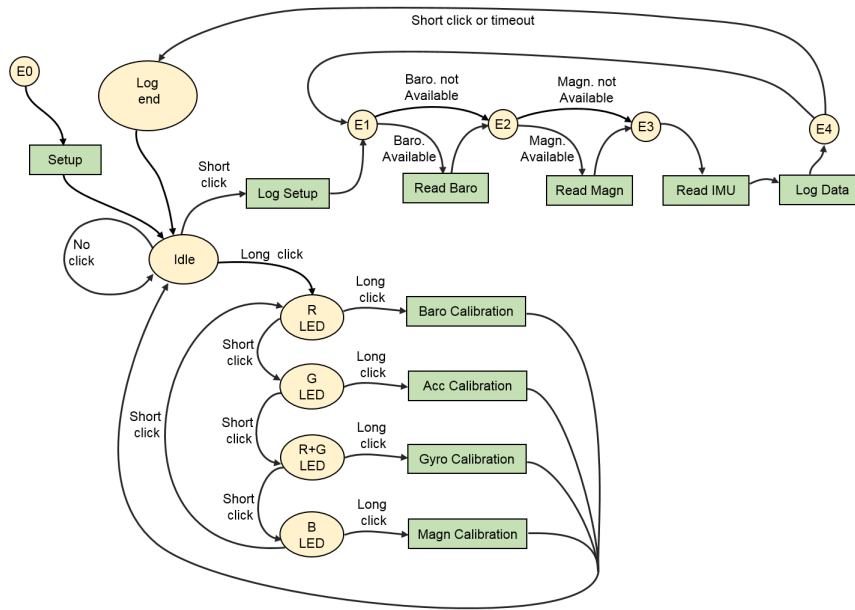 Short click or timeout
E0
Log
end
Baro. not
Available
Magn. not
Available
E1
E2
E3
E4
Baro.
Available
Magn.
Available
Setup
Short
click
Log Setup
Read Baro
Read Magn
Read IMU
Log Data
No
click
Idle
Long click
R
LED
Long
click
Baro Calibration
Short
click
G
LED
Long
click
Acc Calibration
Short
click
Short
click
R+G
LED
Long
click
Gyro Calibration
Short
click
B
LED
Long
click
Magn Calibration